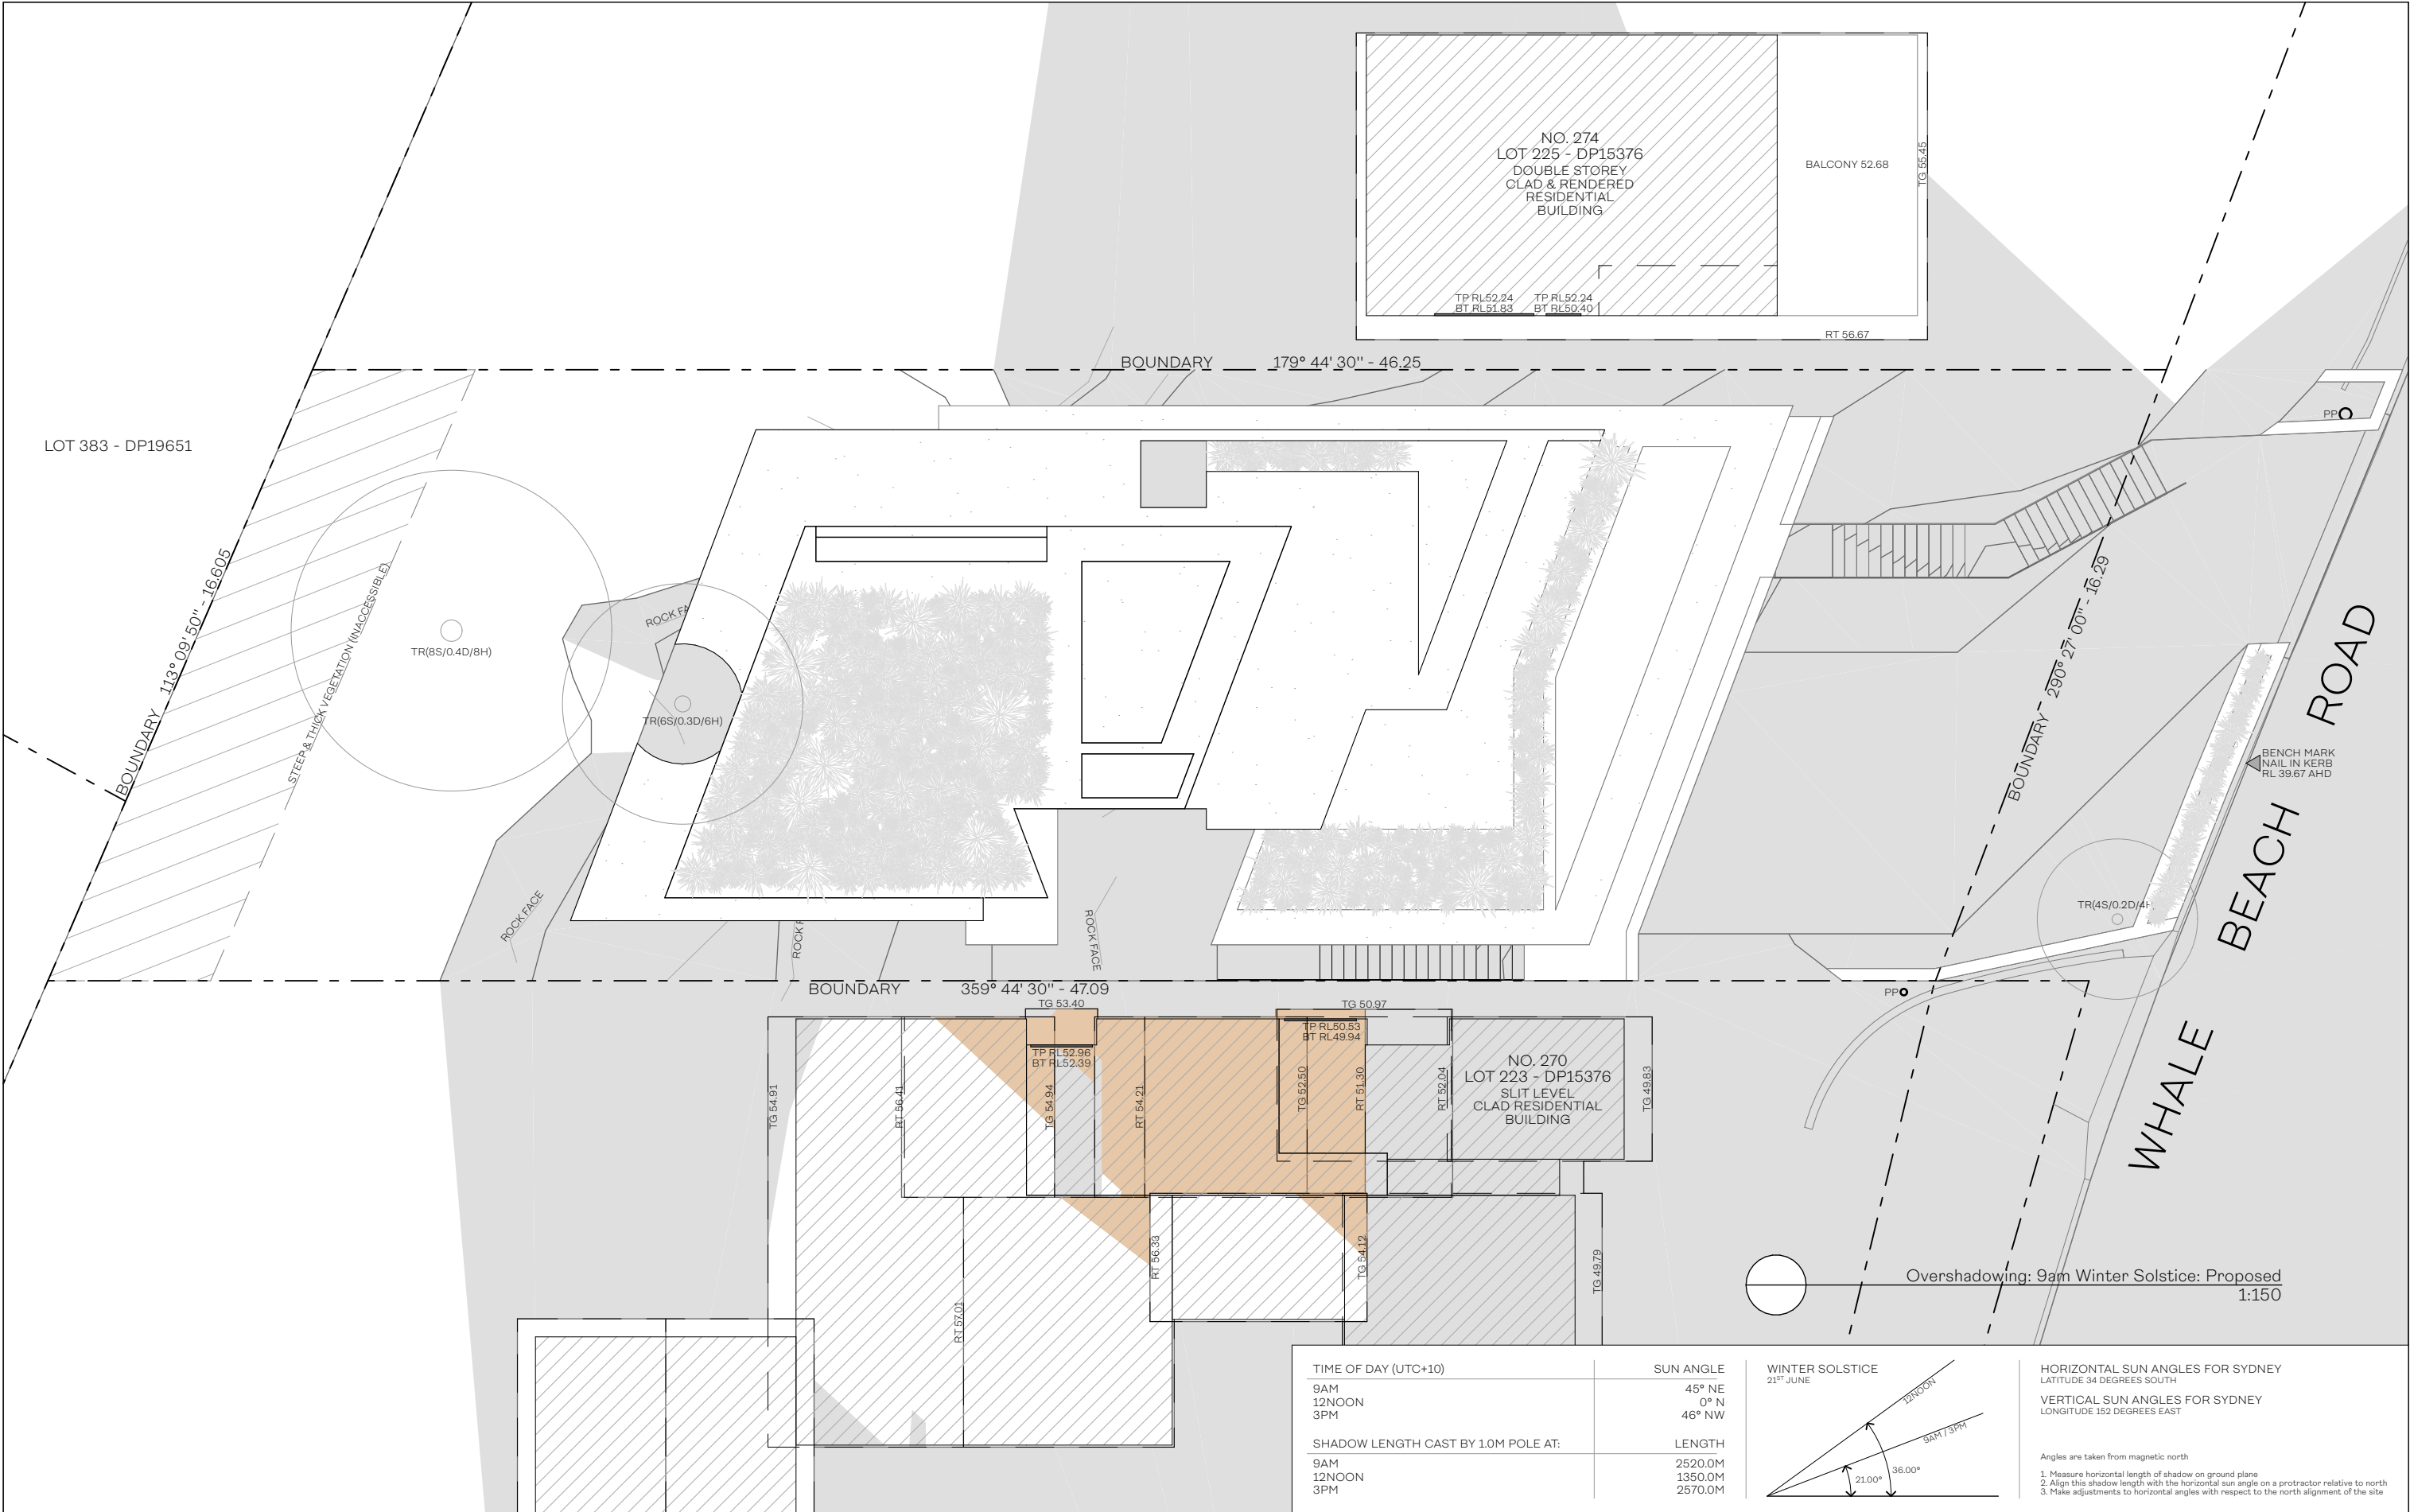 NO. 274
LOT 225 - DP15376
DOUBLE STOREY
CLAD & RENDERED
RESIDENTIAL
BUILDING
BALCONY 52.68
TG 55.45
TP RL52.24
BT RL51.83
TP RL52.24
BT RL50.40
RT 56.67
BOUNDARY 179° 44' 30" - 46.25
LOT 383 - DP19651
PP
BOUNDARY 113° 09' 50" - 16.605
STEEP & THICK VEGETATION (INACCESSIBLE)
TR(8S/0.4D/8H)
ROCK FA
TR(6S/0.3D/6H)
BOUNDARY 290° 27' 00" - 16.29
WHALE BEACH ROAD
BENCH MARK
NAIL IN KERB
RL 39.67 AHD
TR(4S/0.2D/4H
ROCK FACE
ROCK F
ROCK FACE
BOUNDARY 359° 44' 30" - 47.09
PP
TG 53.40
TG 50.97
TP RL52.96
BT RL52.39
TP RL50.53
BT RL49.94
NO. 270
LOT 223 - DP15376
SLIT LEVEL
CLAD RESIDENTIAL
BUILDING
TG 54.91
RT 56.41
TG 54.94
RT 54.21
TG 52.50
RT 51.30
RT 52.04
TG 49.83
RT 56.33
TG 54.12
TG 49.79
RT 57.01
Overshadowing: 9am Winter Solstice: Proposed
1:150
TIME OF DAY (UTC+10) SUN ANGLE
9AM 45° NE
12NOON 0° N
3PM 46° NW
SHADOW LENGTH CAST BY 1.0M POLE AT: LENGTH
9AM 2520.0M
12NOON 1350.0M
3PM 2570.0M
WINTER SOLSTICE
21ST JUNE
12NOON
9AM / 3PM
21.00°
36.00°
HORIZONTAL SUN ANGLES FOR SYDNEY
LATITUDE 34 DEGREES SOUTH
VERTICAL SUN ANGLES FOR SYDNEY
LONGITUDE 152 DEGREES EAST
Angles are taken from magnetic north
1. Measure horizontal length of shadow on ground plane
2. Align this shadow length with the horizontal sun angle on a protractor relative to north
3. Make adjustments to horizontal angles with respect to the north alignment of the site